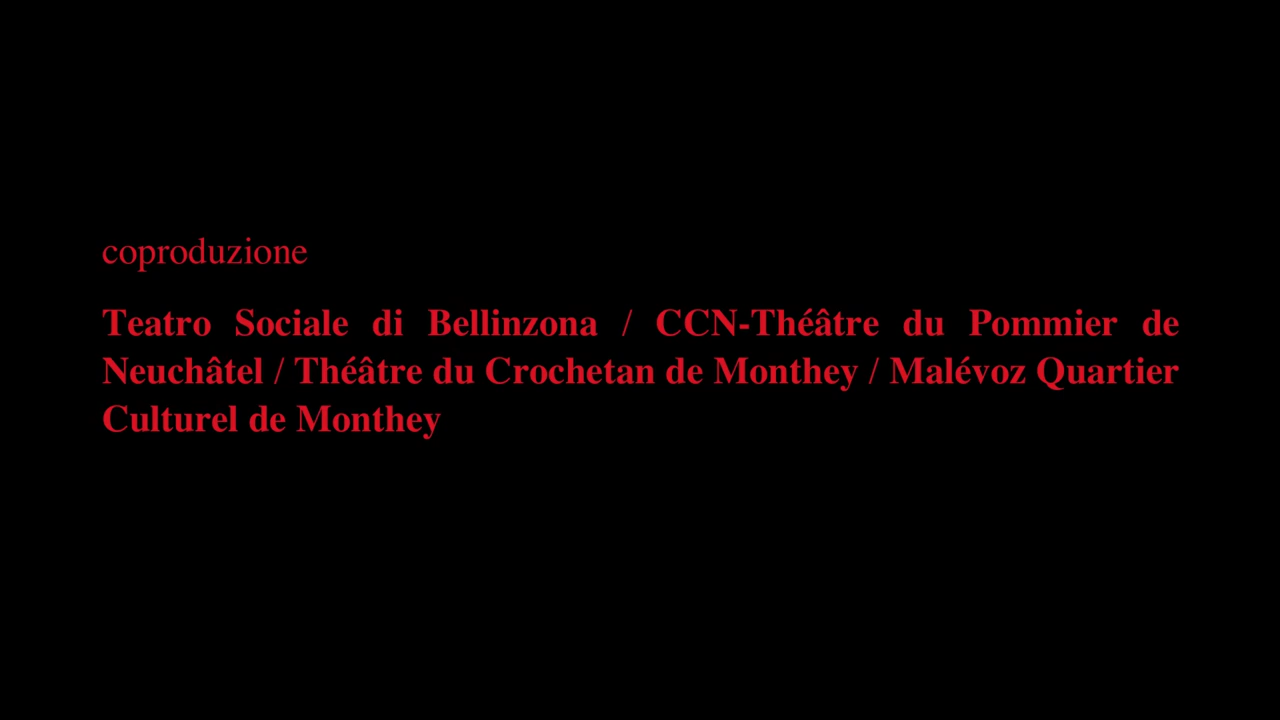 coproduzione
Teatro Sociale di Bellinzona / CCN-Théâtre du Pommier de
Neuchâtel / Théâtre du Crochetan de Monthey / Malévoz Quartier
Culturel de Monthey